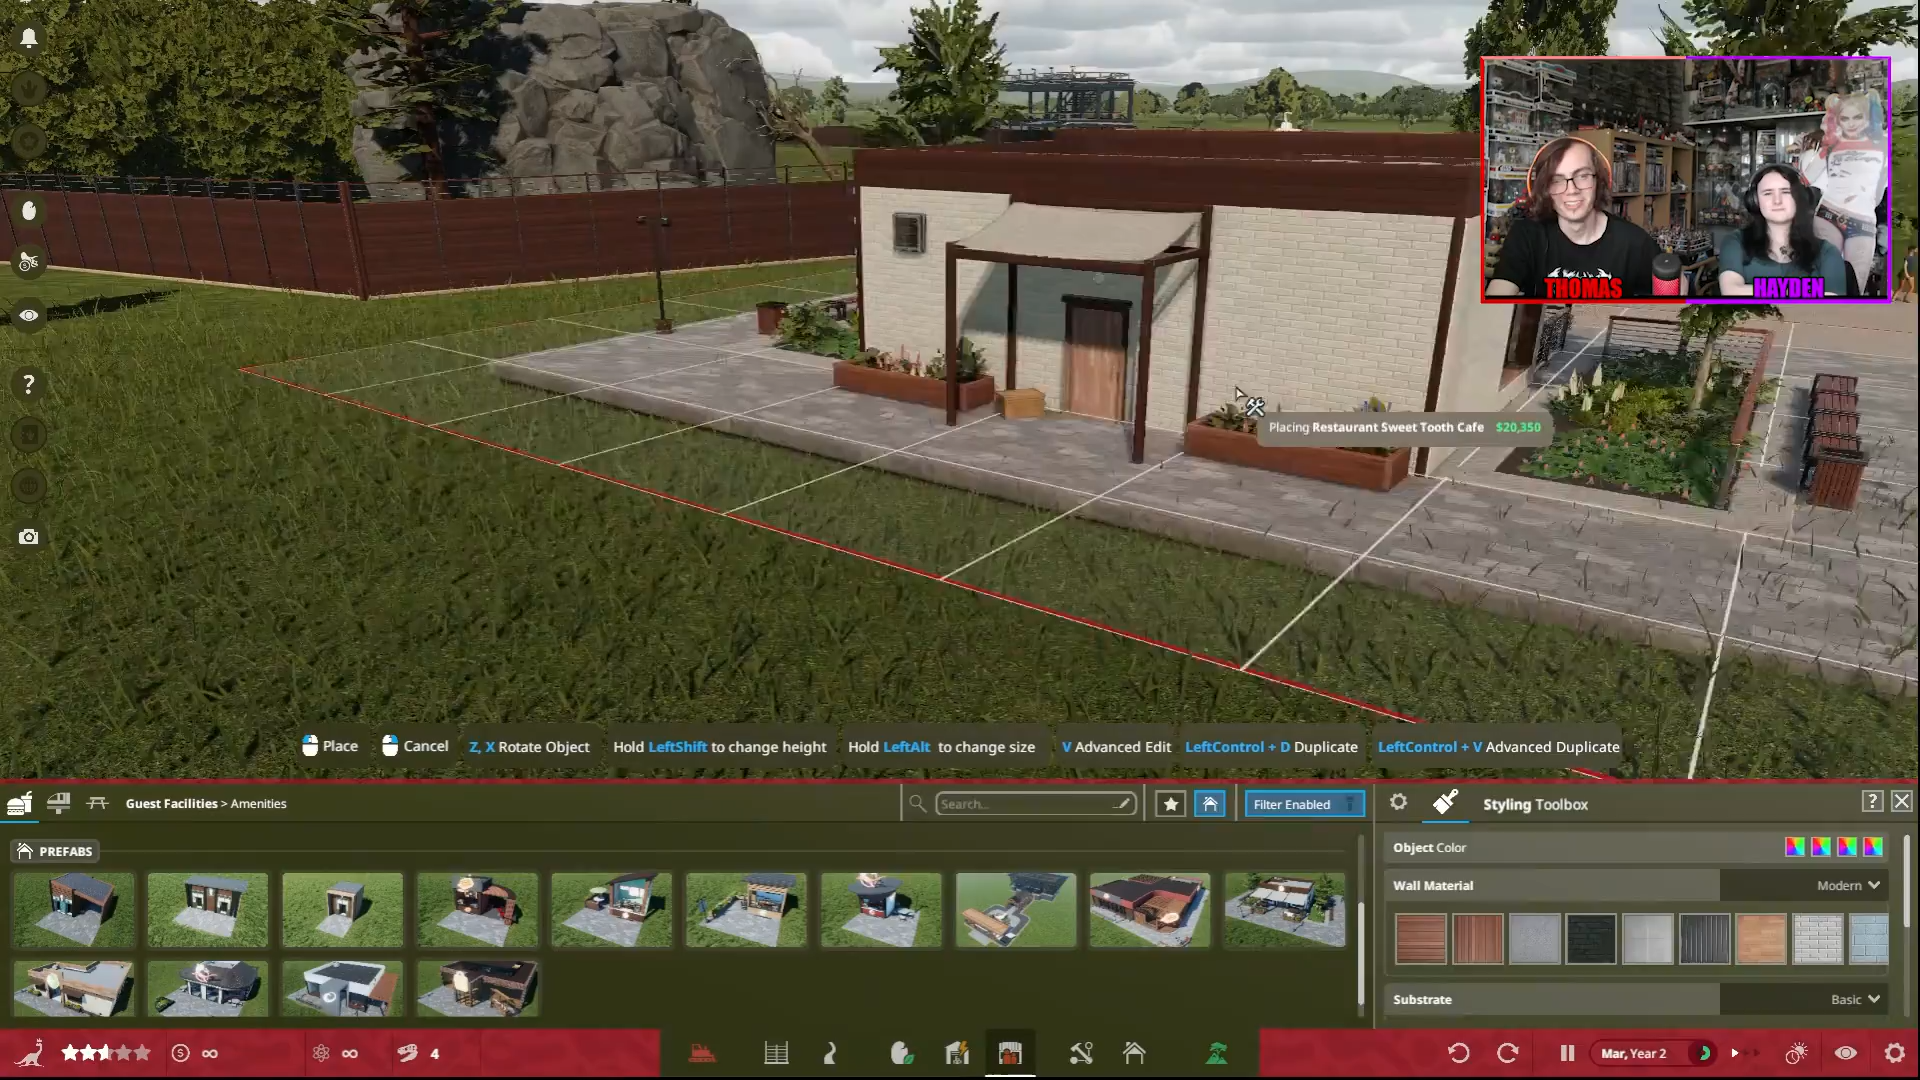 THOMAS
HAYDEN
Placing Restaurant Sweet Tooth Cafe $20,350
?
Place Cancel Z, X Rotate Object Hold LeftShift to change height Hold LeftAlt to change size V Advanced Edit LeftControl + D Duplicate LeftControl + V Advanced Duplicate
Guest Facilities > Amenities
Search...
Filter Enabled
Styling Toolbox
?
PREFABS
Object Color
Wall Material
Modern
Substrate
Basic
∞
∞
4
Mar, Year 2